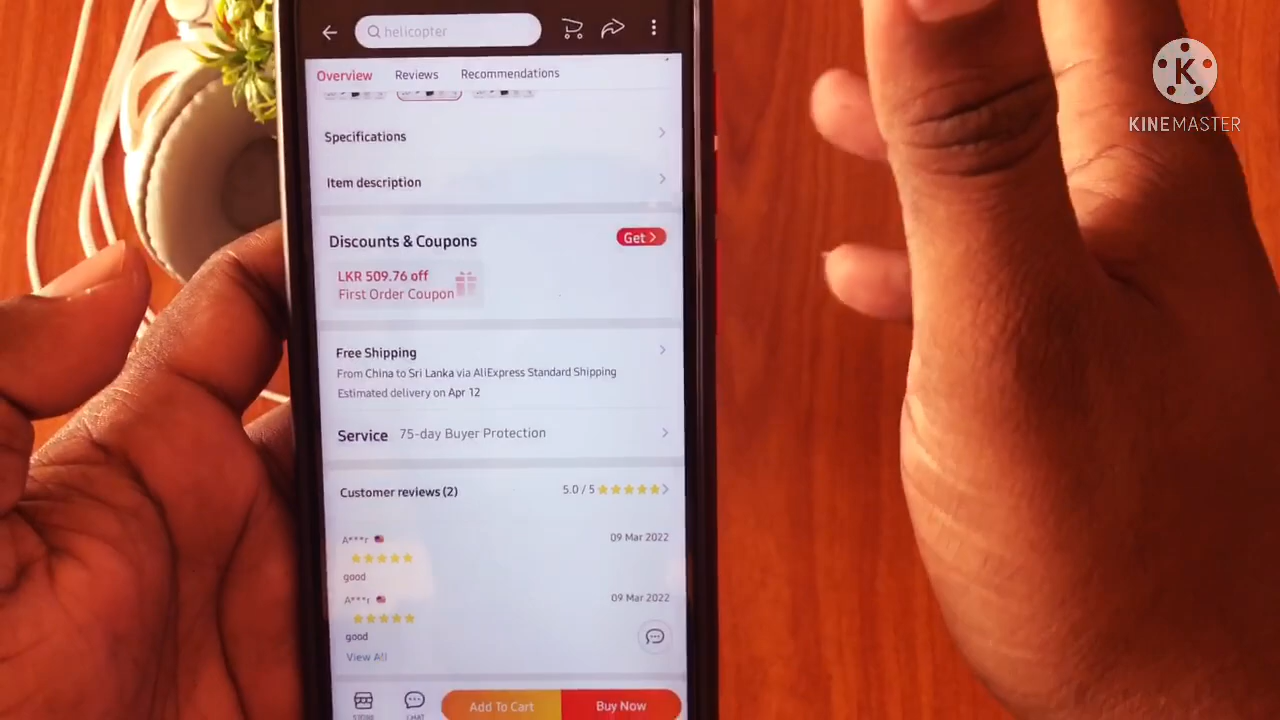 helicopter
Overview Reviews Recommendations
Specifications
Item description
Discounts & Coupons Get >
LKR 509.76 off
First Order Coupon
Free Shipping
From China to Sri Lanka via AliExpress Standard Shipping
Estimated delivery on Apr 12
Service 75-day Buyer Protection
Customer reviews (2) 5.0 / 5
A***r 09 Mar 2022
good
A***r 09 Mar 2022
good
View All
CHAT Add To Cart Buy Now
K
KINEMASTER